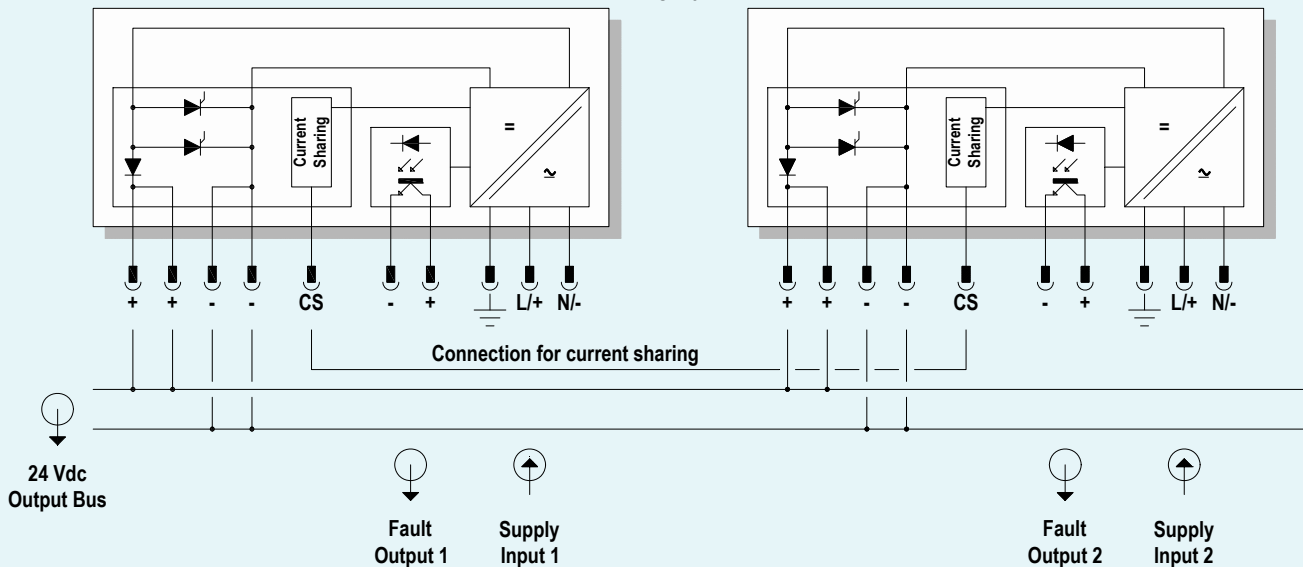 Current
Sharing
=
~
Current
Sharing
=
~
+ + - - CS - + L/+ N/-
+ + - - CS - + L/+ N/-
Connection for current sharing
24 Vdc
Output Bus
Fault
Output 1
Supply
Input 1
Fault
Output 2
Supply
Input 2